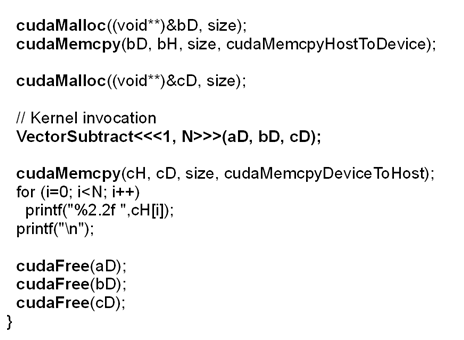 cudaMalloc((void**)&bD, size);
cudaMemcpy(bD, bH, size, cudaMemcpyHostToDevice);
cudaMalloc((void**)&cD, size);
// Kernel invocation
VectorSubtract<<<1, N>>>(aD, bD, cD);
cudaMemcpy(cH, cD, size, cudaMemcpyDeviceToHost);
for (i=0; i<N; i++)
printf("%2.2f ",cH[i]);
printf("\n");
cudaFree(aD);
cudaFree(bD);
cudaFree(cD);
}